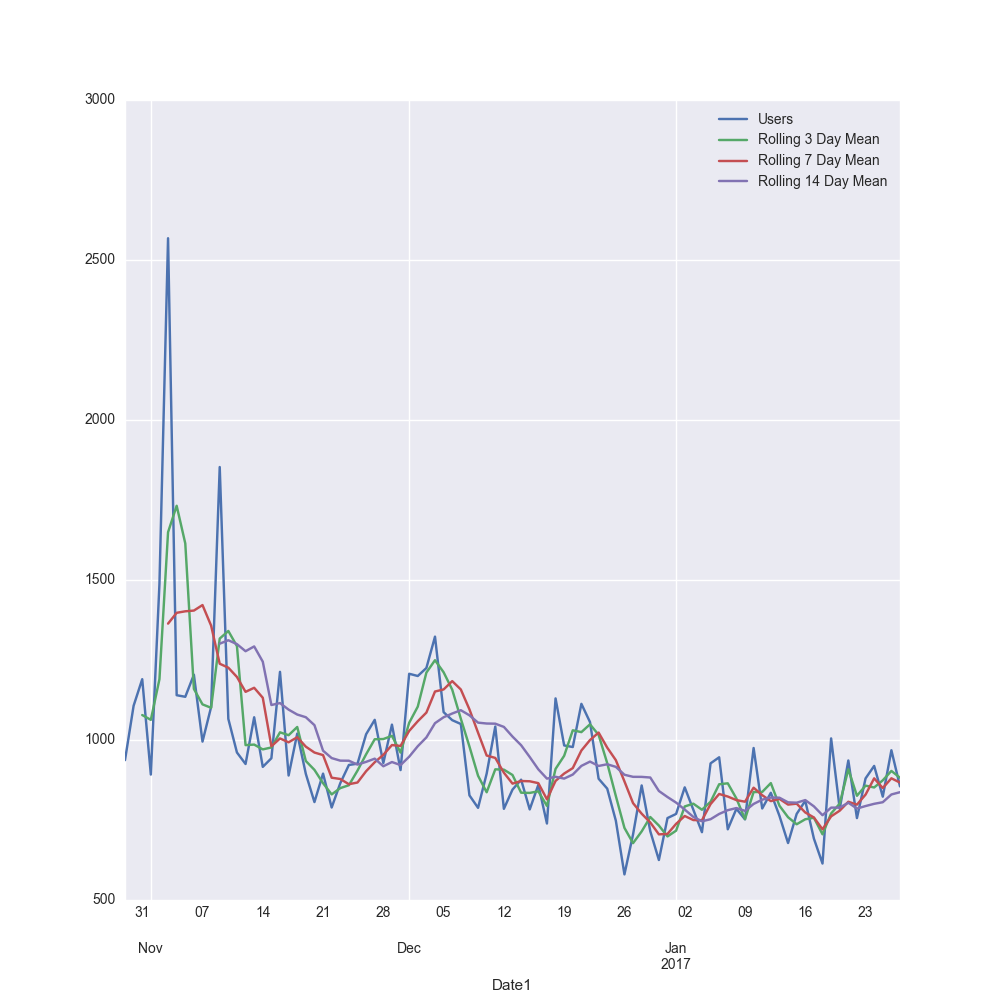 3000
Users
Rolling 3 Day Mean
Rolling 7 Day Mean
Rolling 14 Day Mean
2500
2000
1500
1000
500
31 07 14 21 28 05 12 19 26 02 09 16 23
Nov Dec Jan
2017
Date1